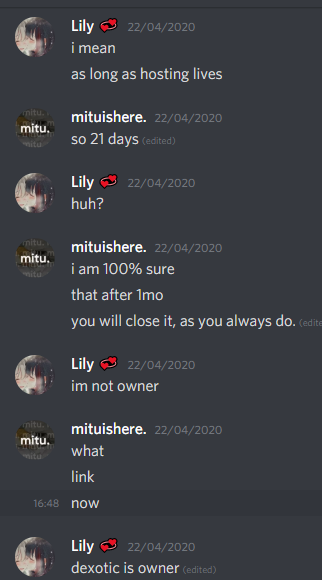 Lily 22/04/2020
i mean
as long as hosting lives
mitu.
mituishere. 22/04/2020
so 21 days (edited)
Lily 22/04/2020
huh?
mitu.
mituishere. 22/04/2020
i am 100% sure
that after 1mo
you will close it, as you always do. (edite
Lily 22/04/2020
im not owner
mitu.
mituishere. 22/04/2020
what
link
16:48 now
Lily 22/04/2020
dexotic is owner (edited)